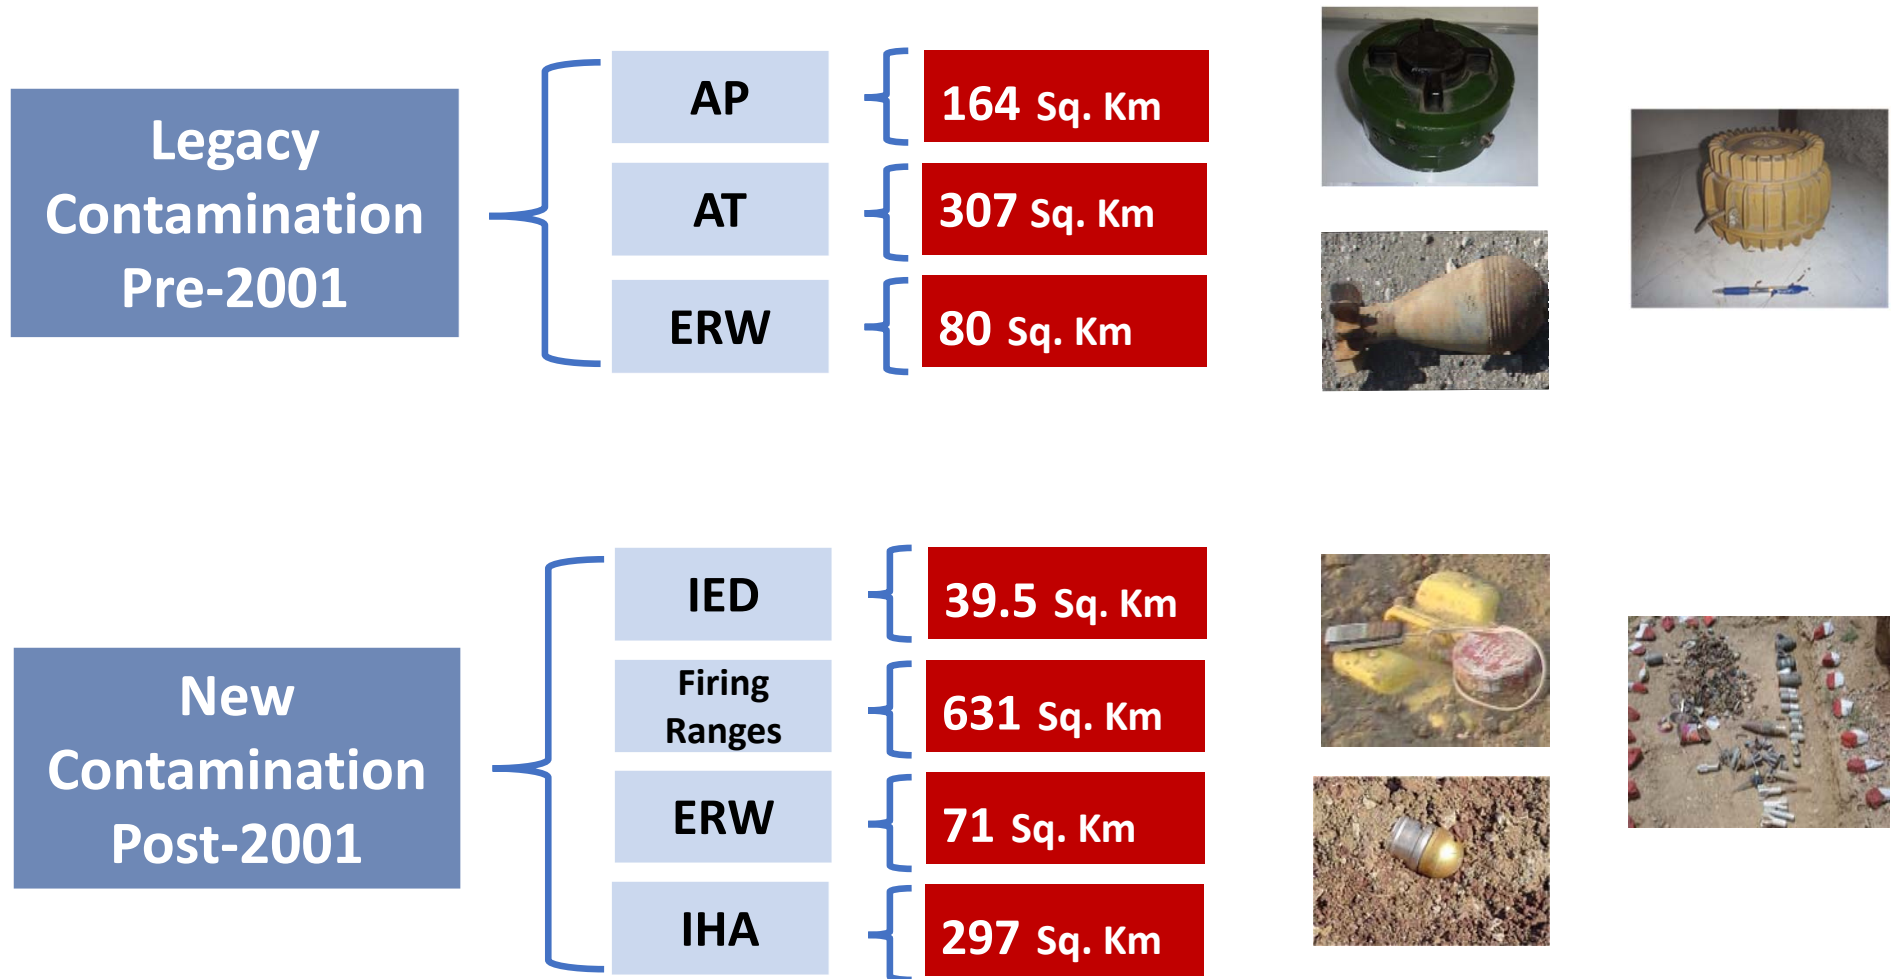 Legacy
Contamination
Pre-2001
AP
164 Sq. Km
AT
307 Sq. Km
ERW
80 Sq. Km
New
Contamination
Post-2001
IED
39.5 Sq. Km
Firing
Ranges
631 Sq. Km
ERW
71 Sq. Km
IHA
297 Sq. Km